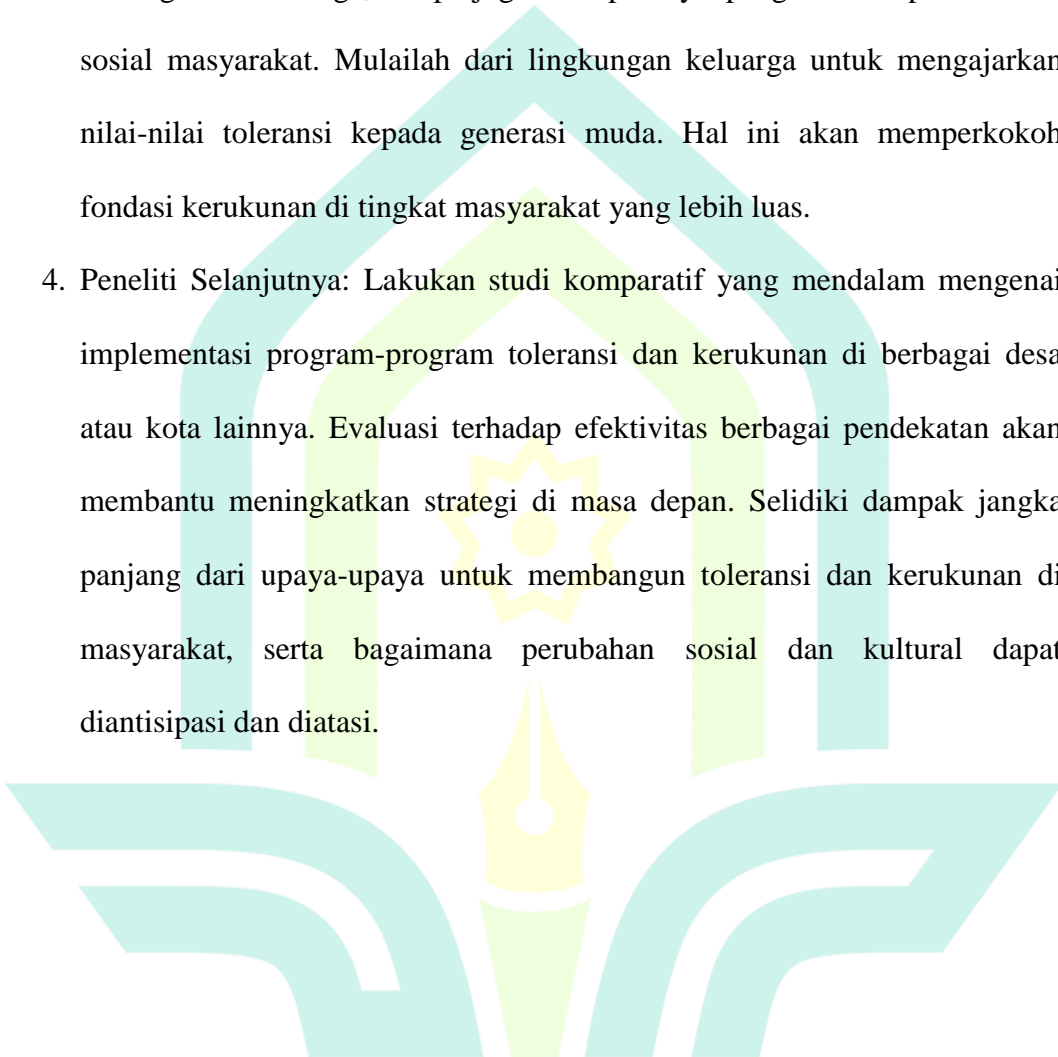 sosial masyarakat. Mulailah dari lingkungan keluarga untuk mengajarkan
nilai-nilai toleransi kepada generasi muda. Hal ini akan memperkokoh
fondasi kerukunan di tingkat masyarakat yang lebih luas.
4. Peneliti Selanjutnya: Lakukan studi komparatif yang mendalam mengenai
implementasi program-program toleransi dan kerukunan di berbagai desa
atau kota lainnya. Evaluasi terhadap efektivitas berbagai pendekatan akan
membantu meningkatkan strategi di masa depan. Selidiki dampak jangka
panjang dari upaya-upaya untuk membangun toleransi dan kerukunan di
masyarakat, serta bagaimana perubahan sosial dan kultural dapat
diantisipasi dan diatasi.